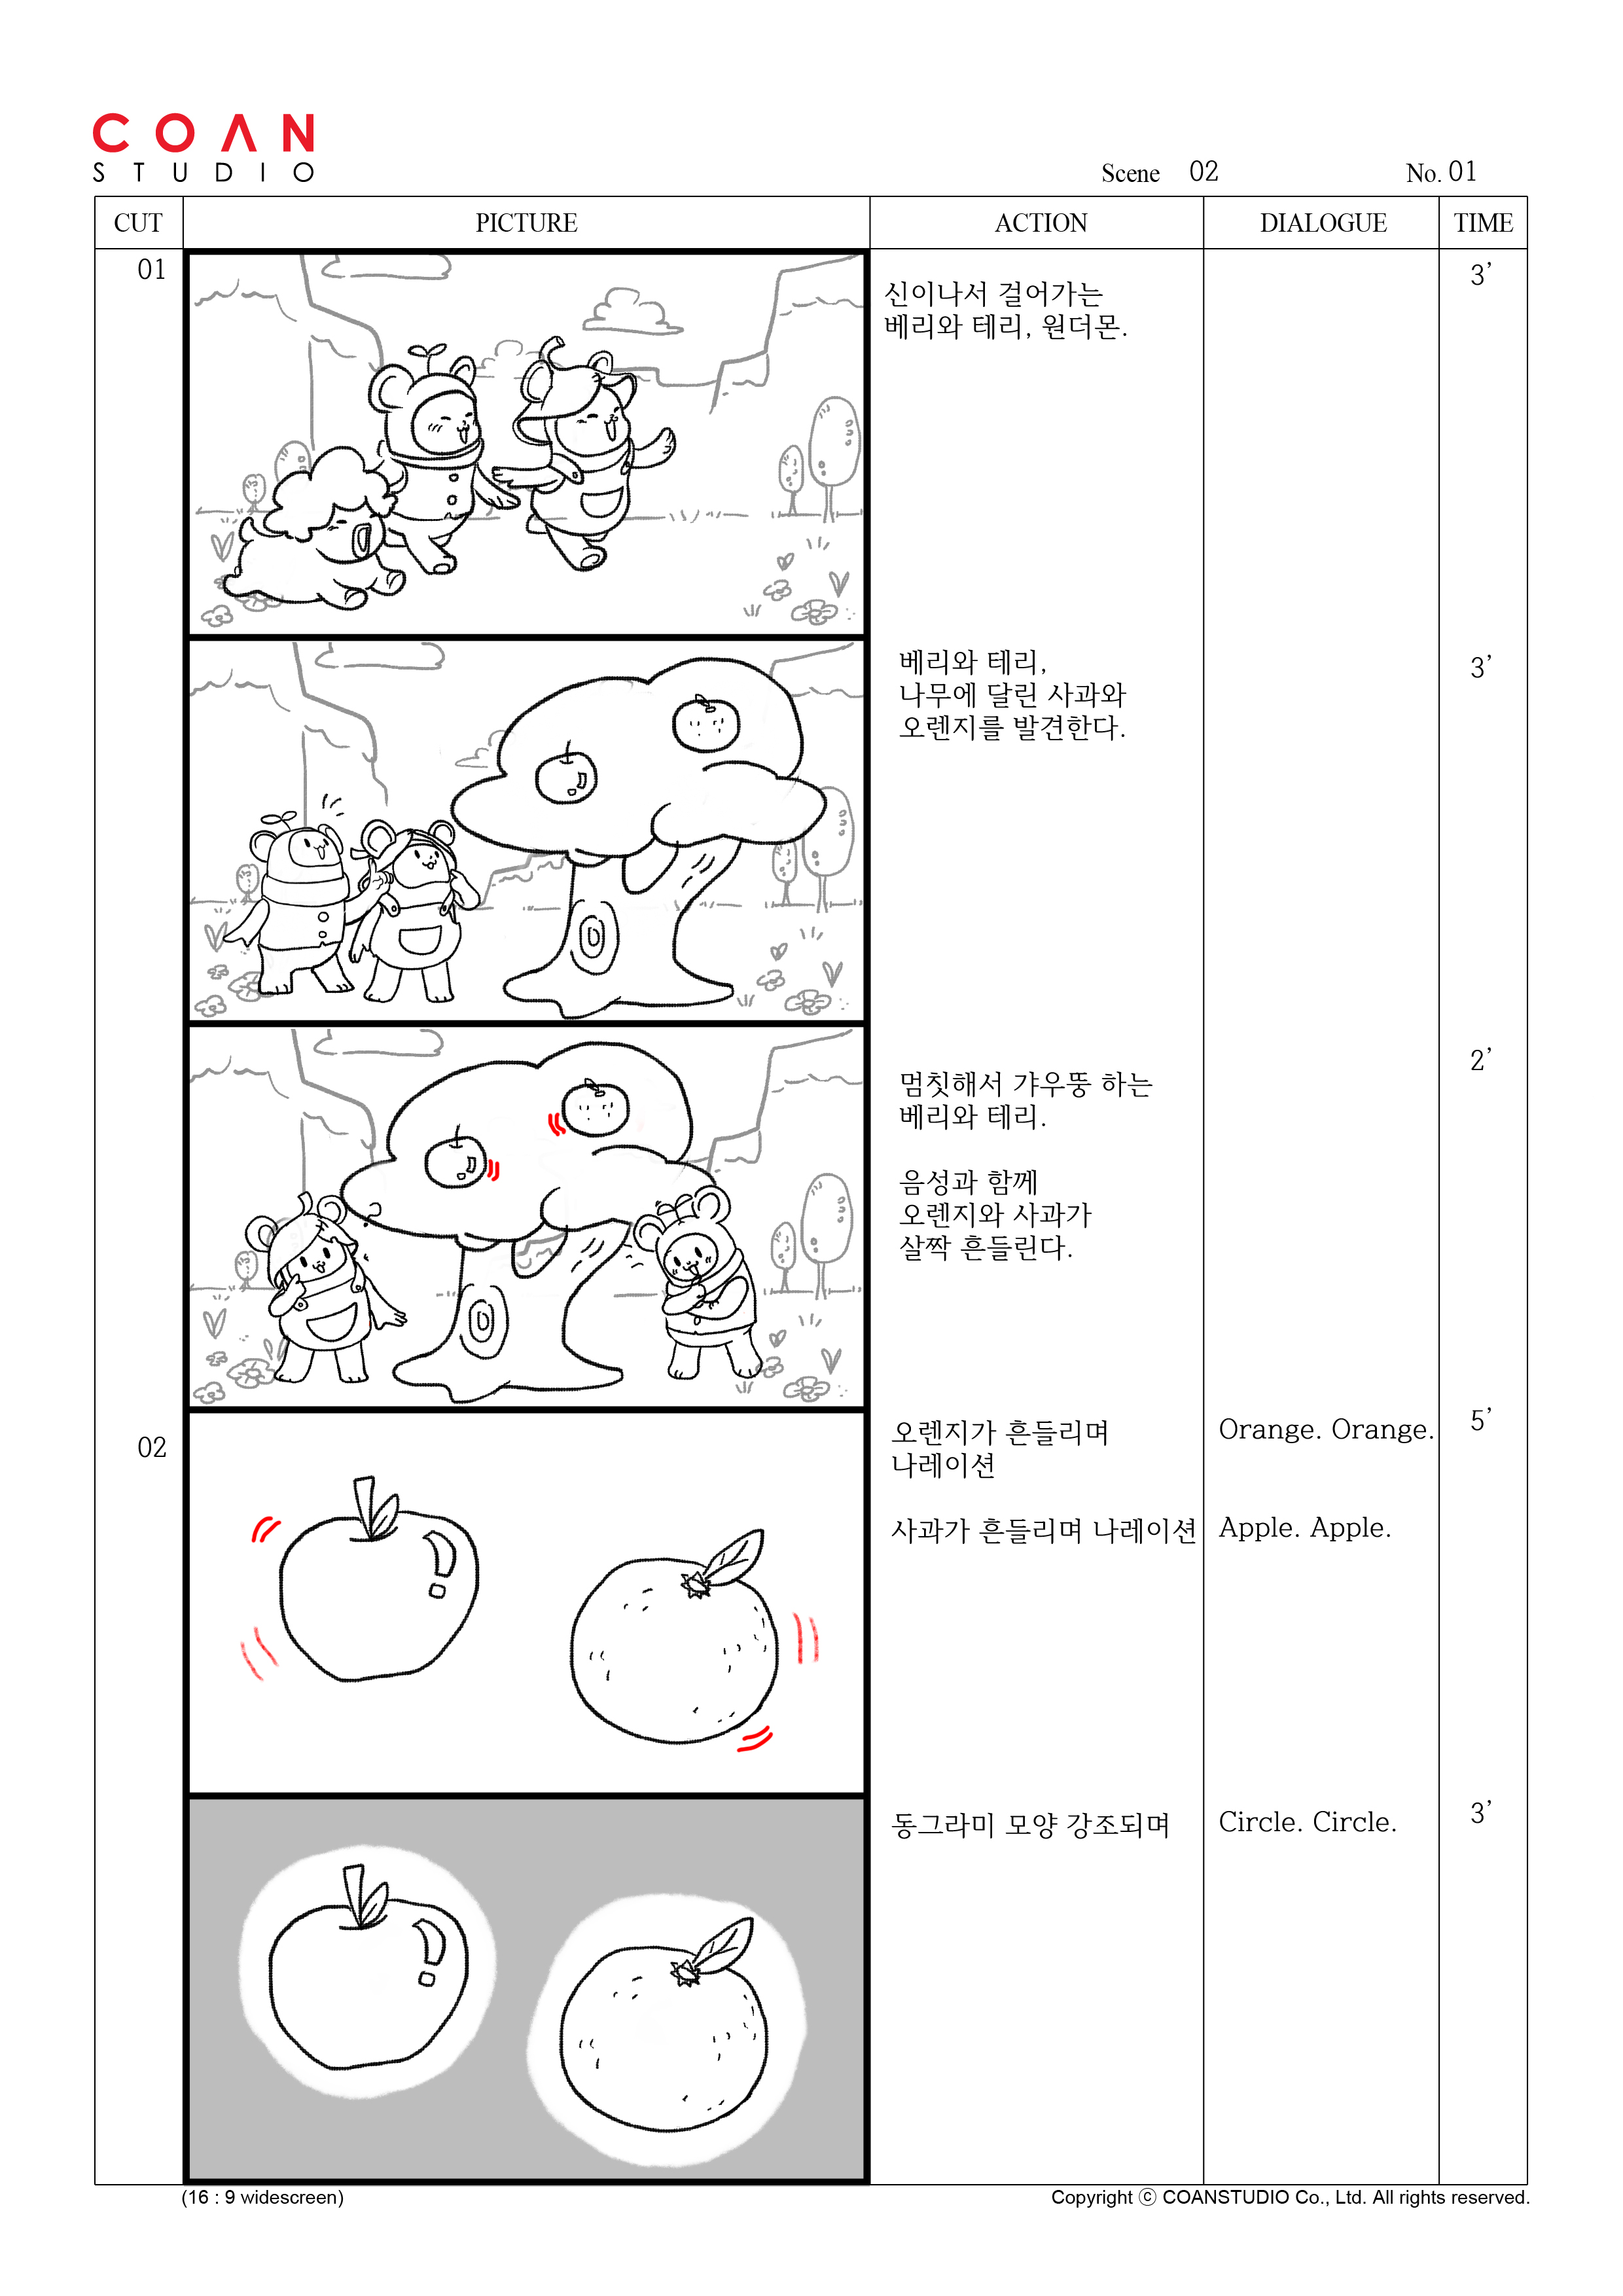 COAN
STUDIO
Scene 02 No. 01
CUT PICTURE ACTION DIALOGUE TIME
01
신이나서 걸어가는
베리와 테리, 원더몬.
3’
베리와 테리,
나무에 달린 사과와
오렌지를 발견한다.
3’
멈칫해서 갸우뚱 하는
베리와 테리.
음성과 함께
오렌지와 사과가
살짝 흔들린다.
2’
02
오렌지가 흔들리며
나레이션
Orange. Orange.
5’
사과가 흔들리며 나레이션
Apple. Apple.
동그라미 모양 강조되며
Circle. Circle.
3’
(16 : 9 widescreen)
Copyright ⓒ COANSTUDIO Co., Ltd. All rights reserved.